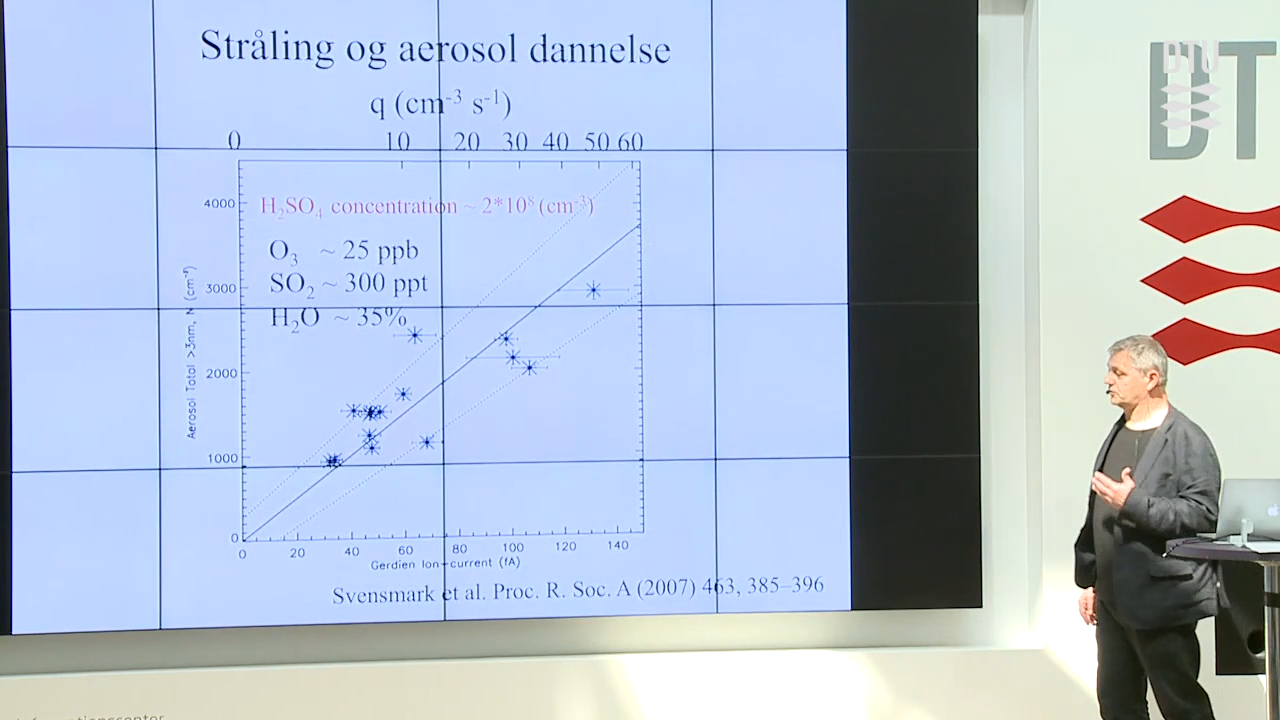 Stråling og aerosol dannelse
q (cm⁻³ s⁻¹)
0 10 20 30 40 50 60
H₂SO₄ concentration ~ 2*10⁸ (cm⁻³)
O₃ ~ 25 ppb
SO₂ ~ 300 ppt
H₂O ~ 35%
4000
3000
2000
1000
0
Aerosol Total >3nm, N (cm⁻³)
0 20 40 60 80 100 120 140
Gerdien Ion-current (fA)
Svensmark et al. Proc. R. Soc. A (2007) 463, 385–396
DTU
DT